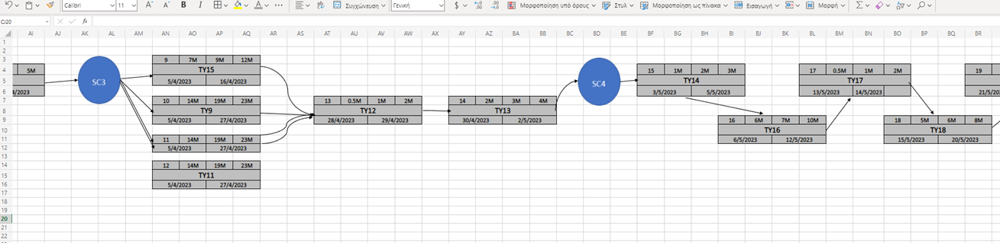 Calibri 11 A A B I A Συγχώνευση Γενική $ Μορφοποίηση υπό όρους Στυλ Μορφοποίηση ως πίνακα Εισαγωγή Μορφή Σ
CJ20 fx
AI AJ AK AL AM AN AO AP AQ AR AS AT AU AV AW AX AY AZ BA BB BC BD BE BF BG BH BI BJ BK BL BM BN BO BP BQ BR
1
2
3 9 7M 9M 12M
4 5M TY15 15 1M 2M 3M 17 0.5M 1M 2M 19
5 SC3 5/4/2023 16/4/2023 SC4 TY14 TY17
6 /2023 3/5/2023 5/5/2023 13/5/2023 14/5/2023
7 10 14M 19M 23M 13 0.5M 1M 2M 14 2M 3M 4M
8 TY9 TY12 TY13
9 5/4/2023 27/4/2023 28/4/2023 29/4/2023 30/4/2023 2/5/2023 16 6M 7M 10M 18 5M 6M 8M
10 TY16 TY18
11 11 14M 19M 23M 6/5/2023 12/5/2023 15/5/2023 20/5/2023
12 5/4/2023 27/4/2023
13
14 12 14M 19M 23M
15 TY11
16 5/4/2023 27/4/2023
17
18
19
20
21
22